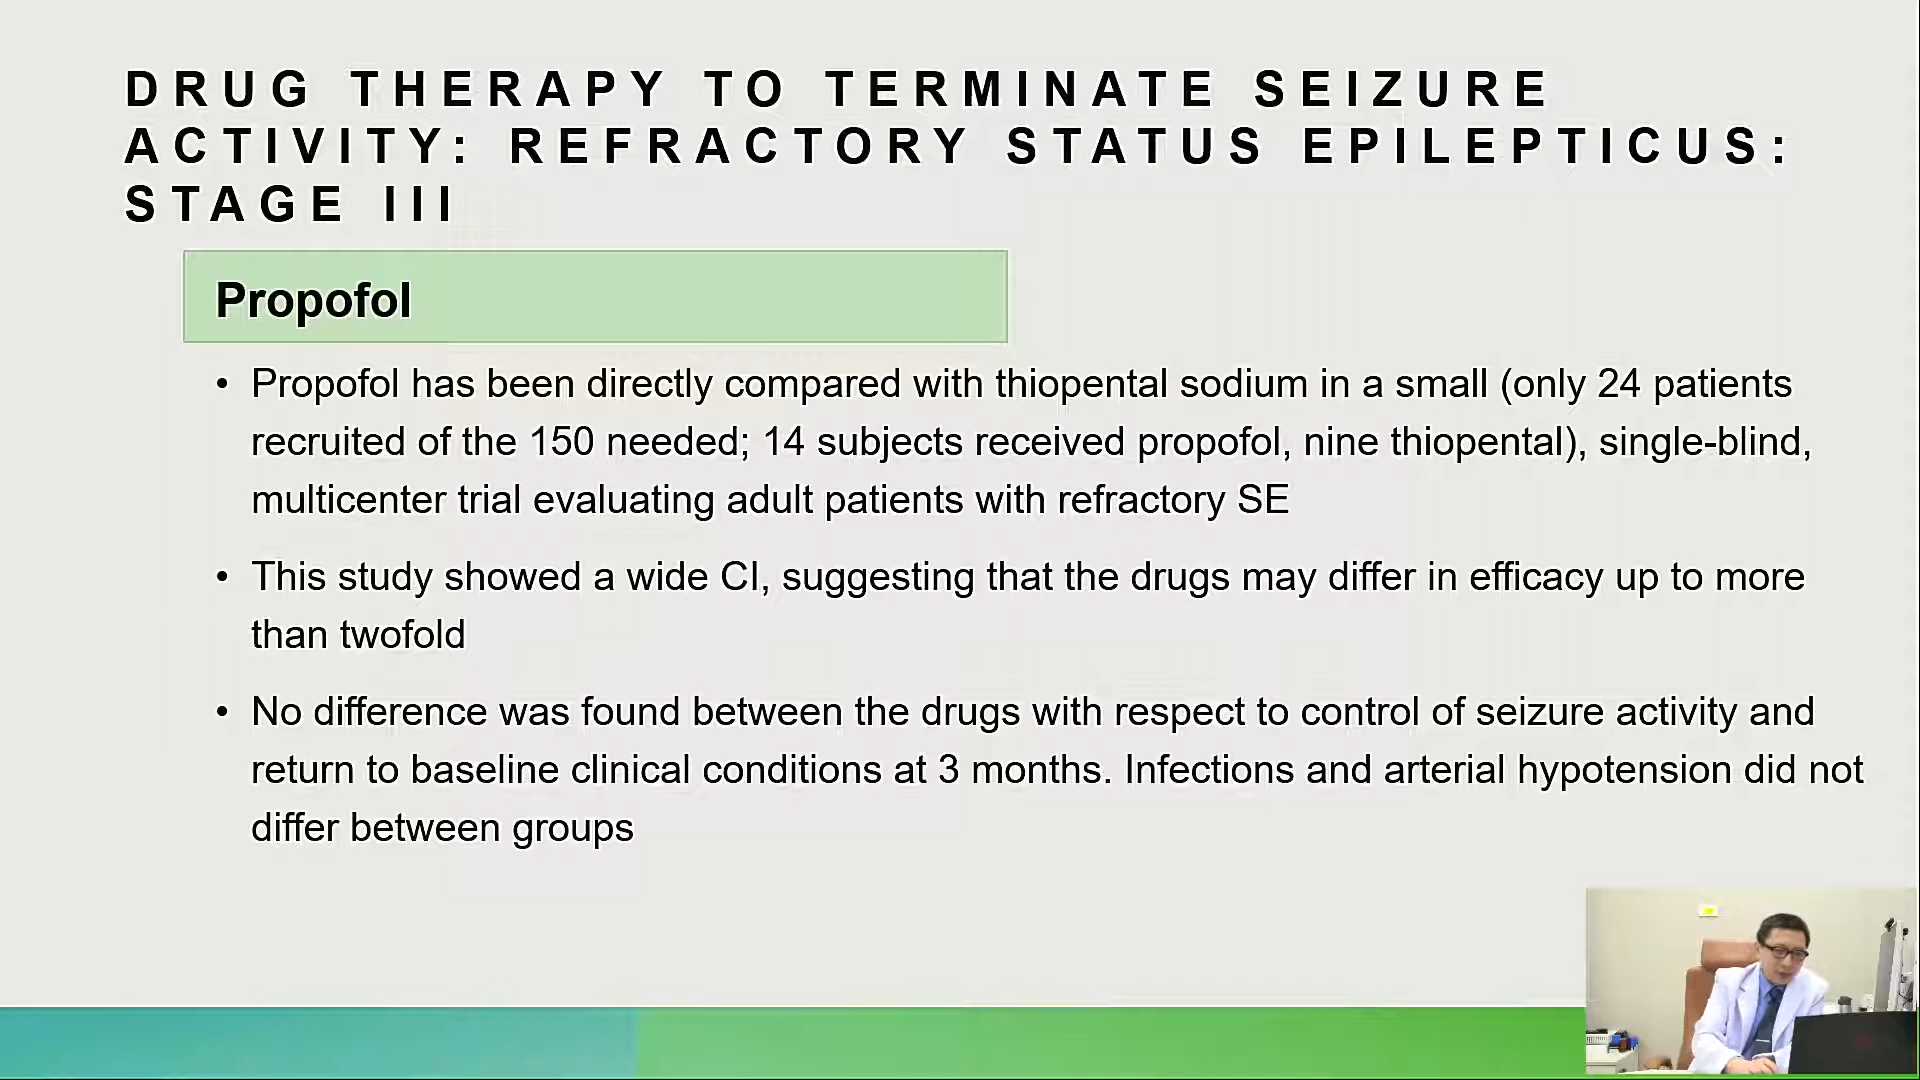 DRUG THERAPY TO TERMINATE SEIZURE
ACTIVITY: REFRACTORY STATUS EPILEPTICUS:
STAGE III
Propofol
• Propofol has been directly compared with thiopental sodium in a small (only 24 patients
recruited of the 150 needed; 14 subjects received propofol, nine thiopental), single-blind,
multicenter trial evaluating adult patients with refractory SE
• This study showed a wide CI, suggesting that the drugs may differ in efficacy up to more
than twofold
• No difference was found between the drugs with respect to control of seizure activity and
return to baseline clinical conditions at 3 months. Infections and arterial hypotension did not
differ between groups